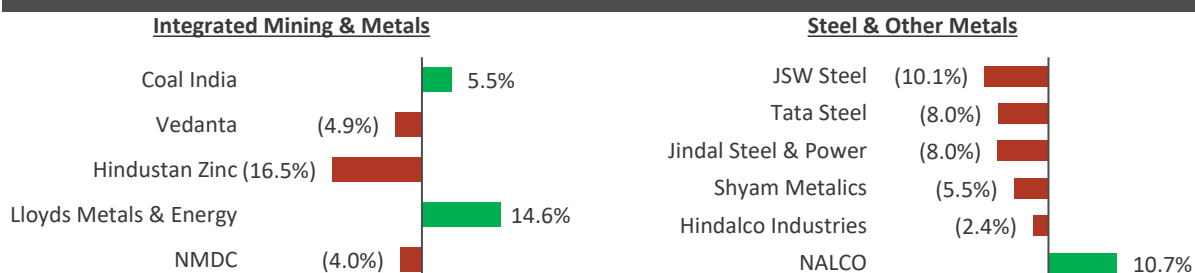 Integrated Mining & Metals
Coal India 5.5%
Vedanta (4.9%)
Hindustan Zinc (16.5%)
Lloyds Metals & Energy 14.6%
NMDC (4.0%)
Steel & Other Metals
JSW Steel (10.1%)
Tata Steel (8.0%)
Jindal Steel & Power (8.0%)
Shyam Metalics (5.5%)
Hindalco Industries (2.4%)
NALCO 10.7%